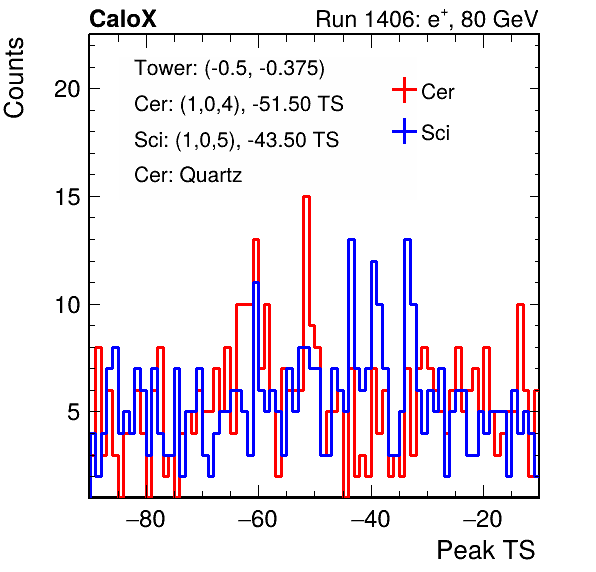 CaloX Run 1406: e⁺, 80 GeV
Counts
Tower: (-0.5, -0.375)
Cer: (1,0,4), -51.50 TS
Sci: (1,0,5), -43.50 TS
Cer: Quartz
Cer
Sci
20
15
10
5
−80 −60 −40 −20
Peak TS